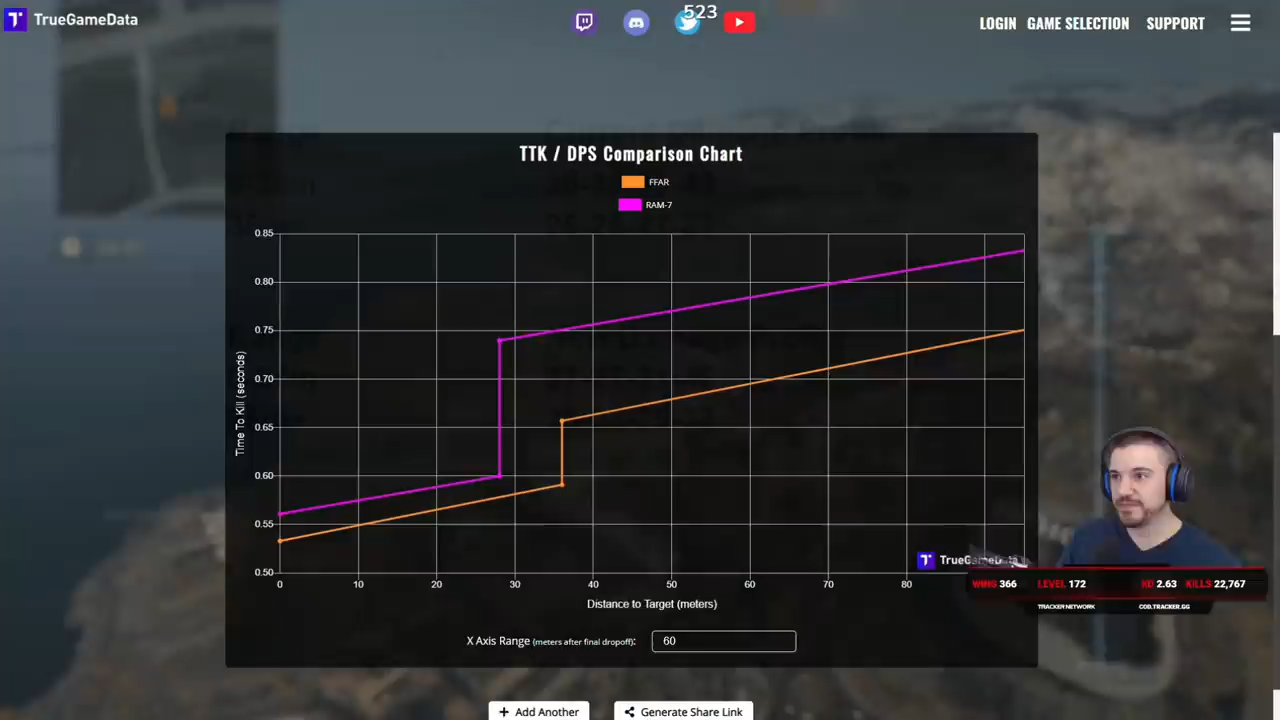 TrueGameData
523
LOGIN GAME SELECTION SUPPORT
TTK / DPS Comparison Chart
FFAR
RAM-7
0.85
0.80
0.75
0.70
0.65
0.60
0.55
0.50
Time To Kill (seconds)
0 10 20 30 40 50 60 70 80
Distance to Target (meters)
TrueGameData
X Axis Range (meters after final dropoff): 60
+ Add Another
Generate Share Link
WINS 366 LEVEL 172 KD 2.63 KILLS 22,767
TRACKER NETWORK COD.TRACKER.GG